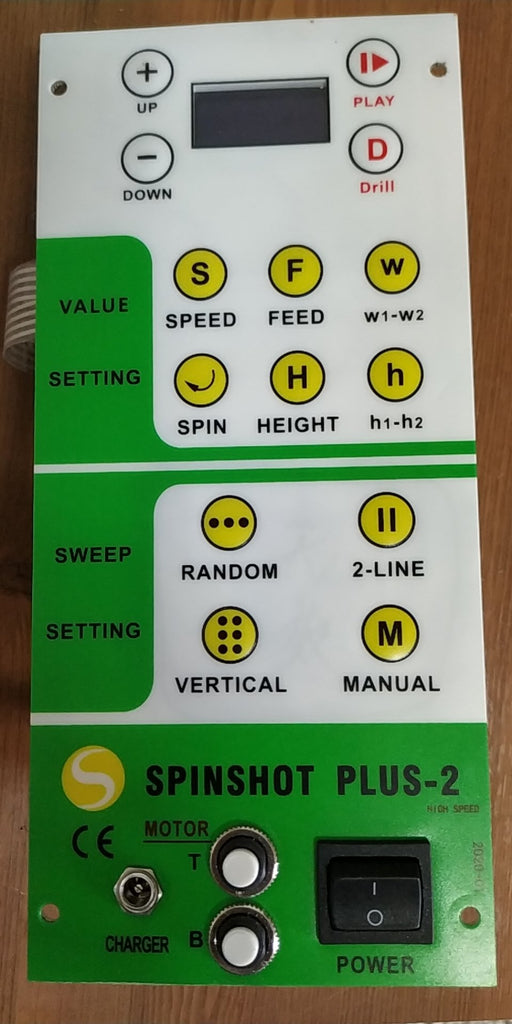 +
UP
PLAY
−
DOWN
D
Drill
VALUE
SETTING
S
F
w
SPEED
FEED
w1-w2
H
h
SPIN
HEIGHT
h1-h2
SWEEP
SETTING
RANDOM
2-LINE
M
VERTICAL
MANUAL
S
SPINSHOT PLUS-2
HIGH SPEED
CE
MOTOR
T
CHARGER
B
I
O
POWER